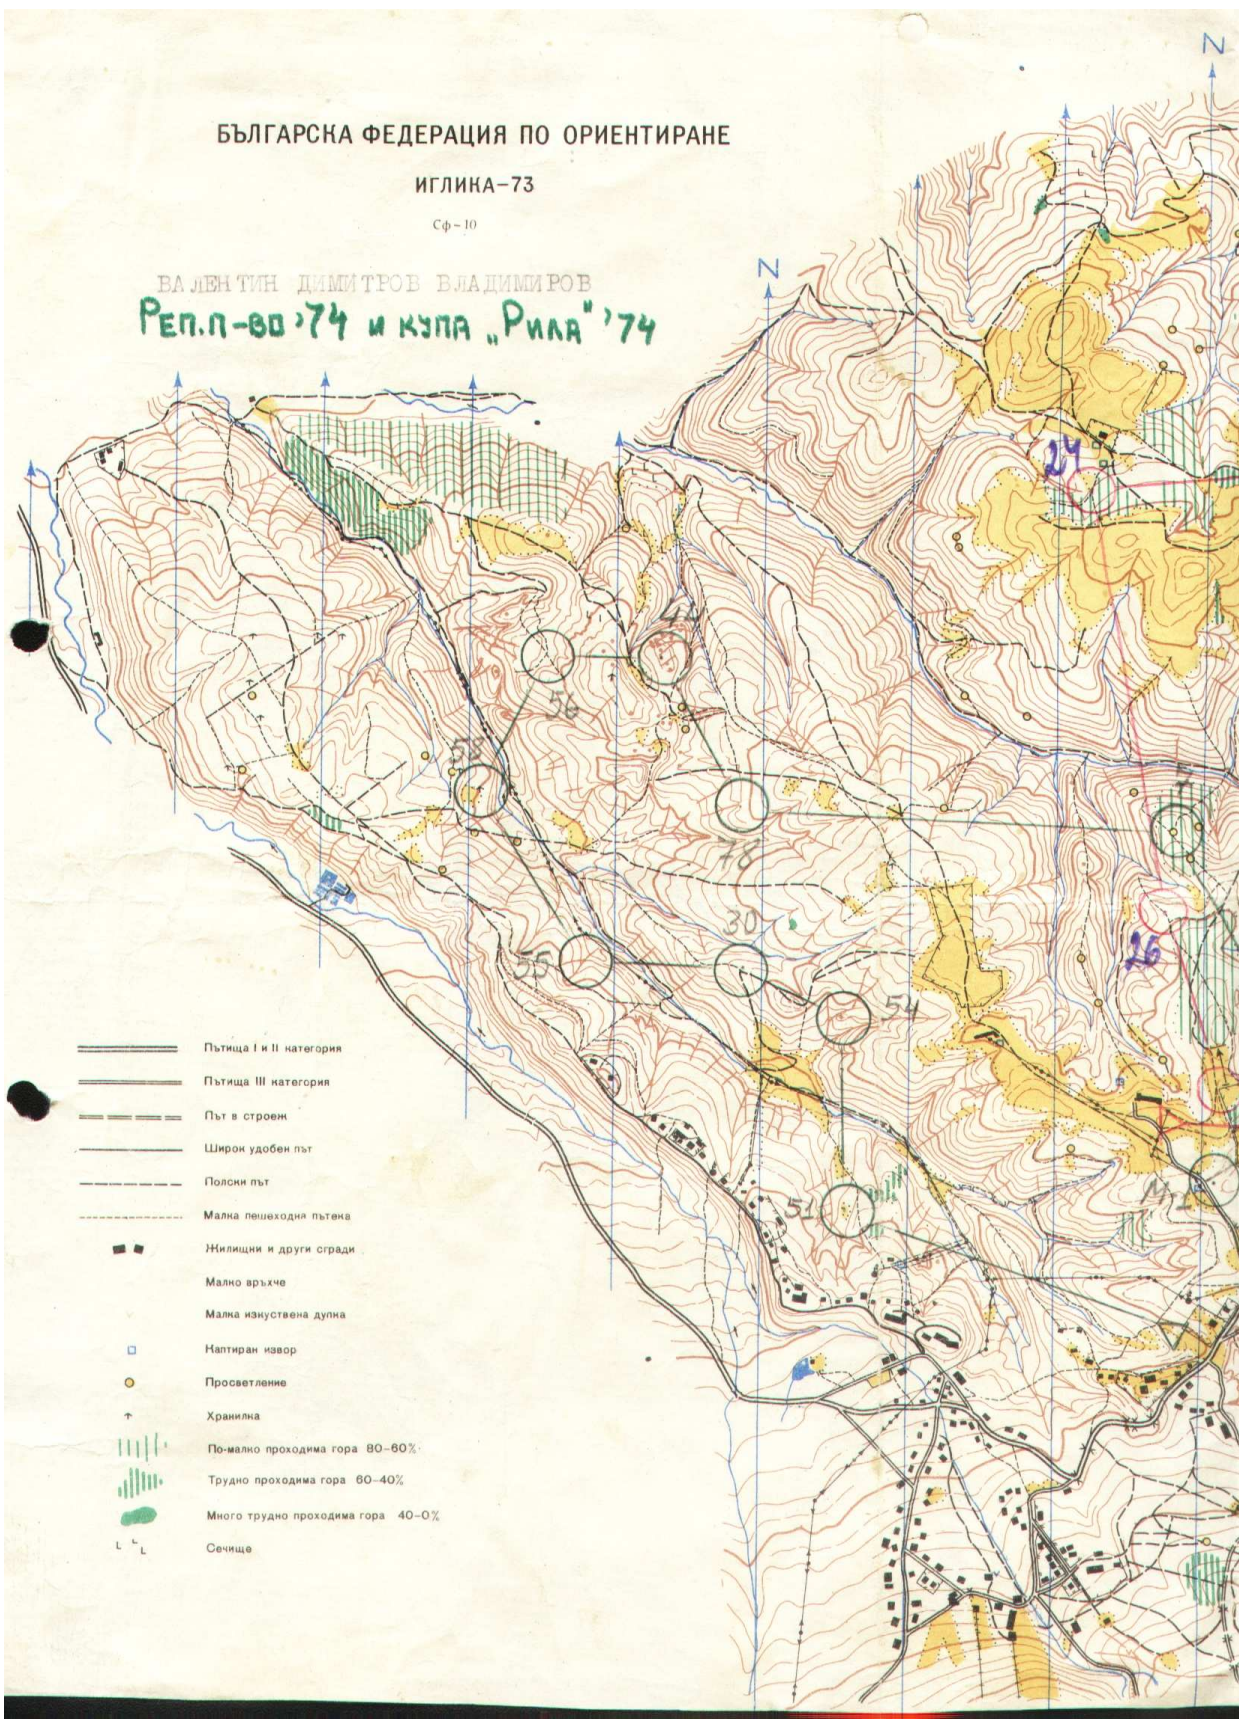 N
БЪЛГАРСКА ФЕДЕРАЦИЯ ПО ОРИЕНТИРАНЕ
ИГЛИКА-73
Сф-10
N
ВАЛЕНТИН ДИМИТРОВ ВЛАДИМИРОВ
РЕП.П-ВО '74 И КУПА „РИЛА" '74
24
44
56
58
78
30
55
26
54
51
М-1
Пътища I и II категория
Пътища III категория
Път в строеж
Широк удобен път
Полски път
Малка пешеходна пътека
Жилищни и други сгради
Малко връхче
Малка изкуствена дупка
Каптиран извор
Просветление
Хранилка
По-малко проходима гора 80-60%
Трудно проходима гора 60-40%
Много трудно проходима гора 40-0%
Сечище